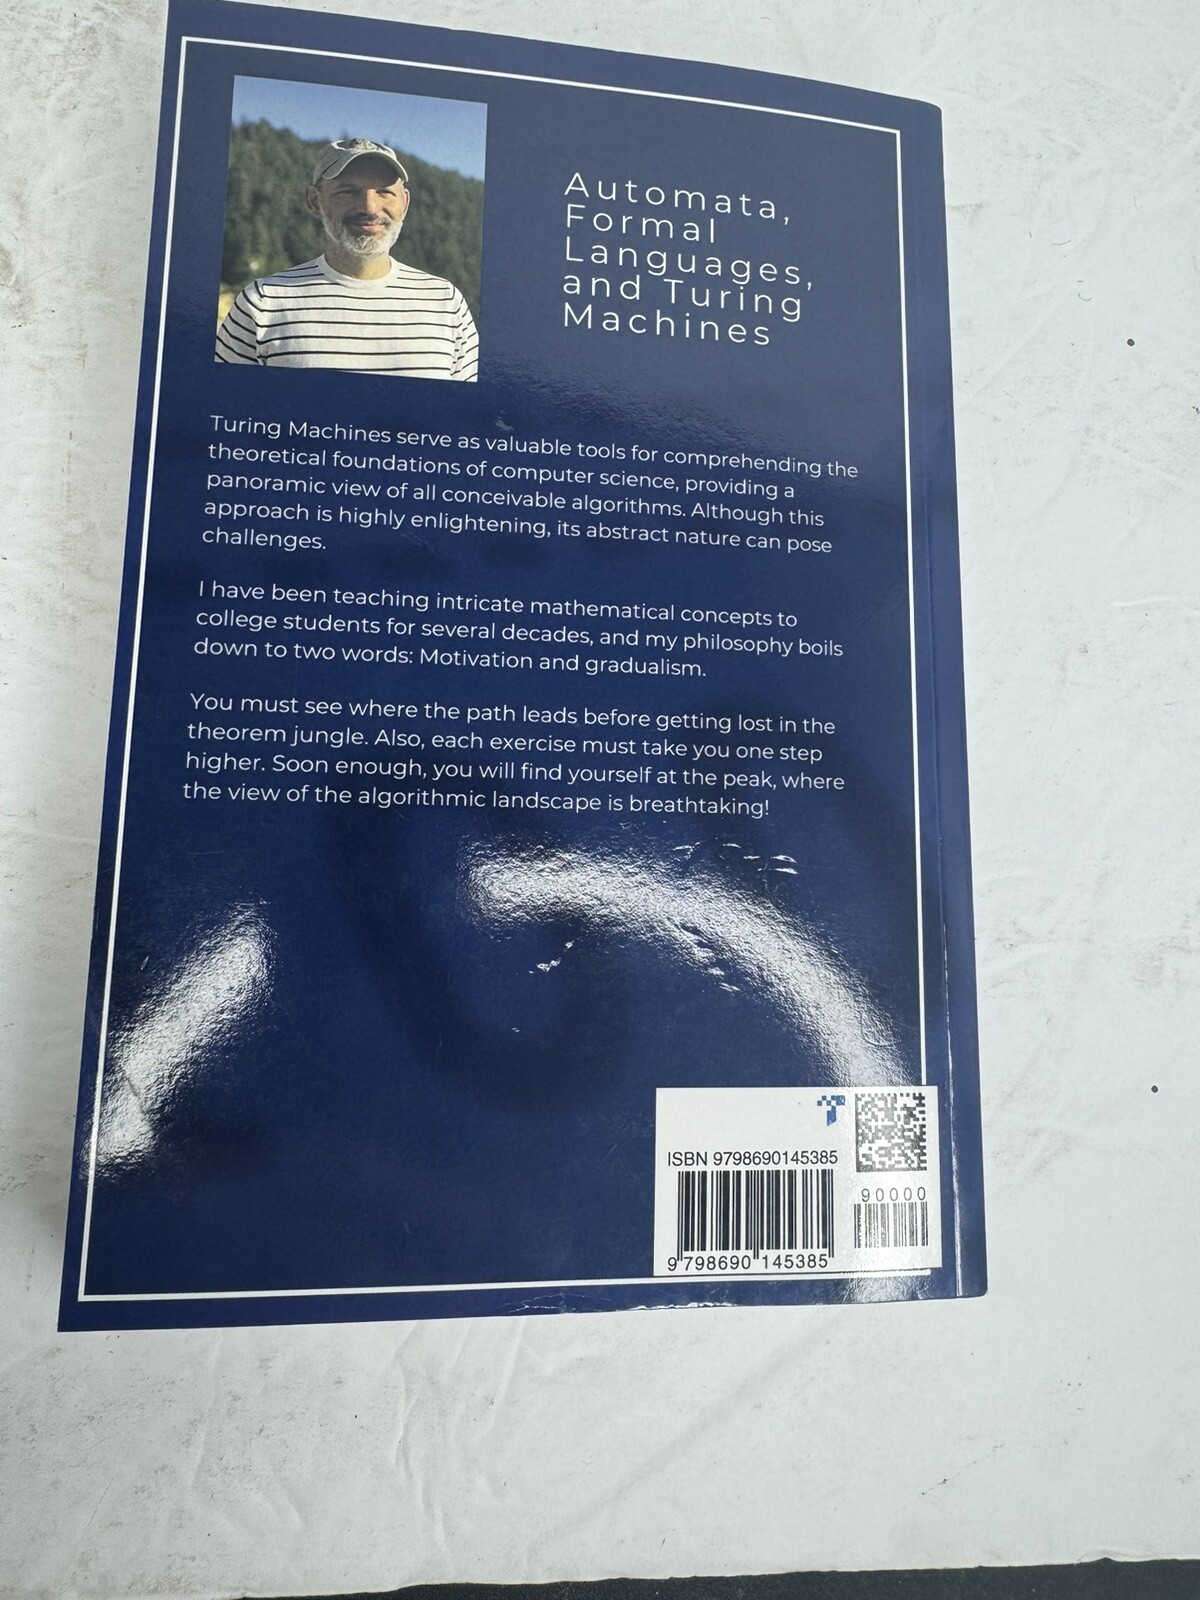 Automata,
Formal
Languages,
and Turing
Machines
Turing Machines serve as valuable tools for comprehending the
theoretical foundations of computer science, providing a
panoramic view of all conceivable algorithms. Although this
approach is highly enlightening, its abstract nature can pose
challenges.
I have been teaching intricate mathematical concepts to
college students for several decades, and my philosophy boils
down to two words: Motivation and gradualism.
You must see where the path leads before getting lost in the
theorem jungle. Also, each exercise must take you one step
higher. Soon enough, you will find yourself at the peak, where
the view of the algorithmic landscape is breathtaking!
ISBN 9798690145385
90000
9 798690 145385